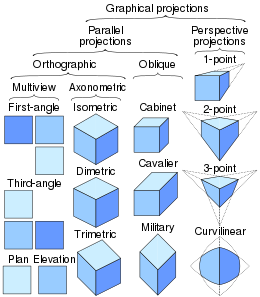 Graphical projections
Parallel
projections
Perspective
projections
Orthographic
Oblique
1-point
Multiview
Axonometric
First-angle
Isometric
Cabinet
2-point
Third-angle
Dimetric
Cavalier
3-point
Trimetric
Military
Curvilinear
Plan
Elevation